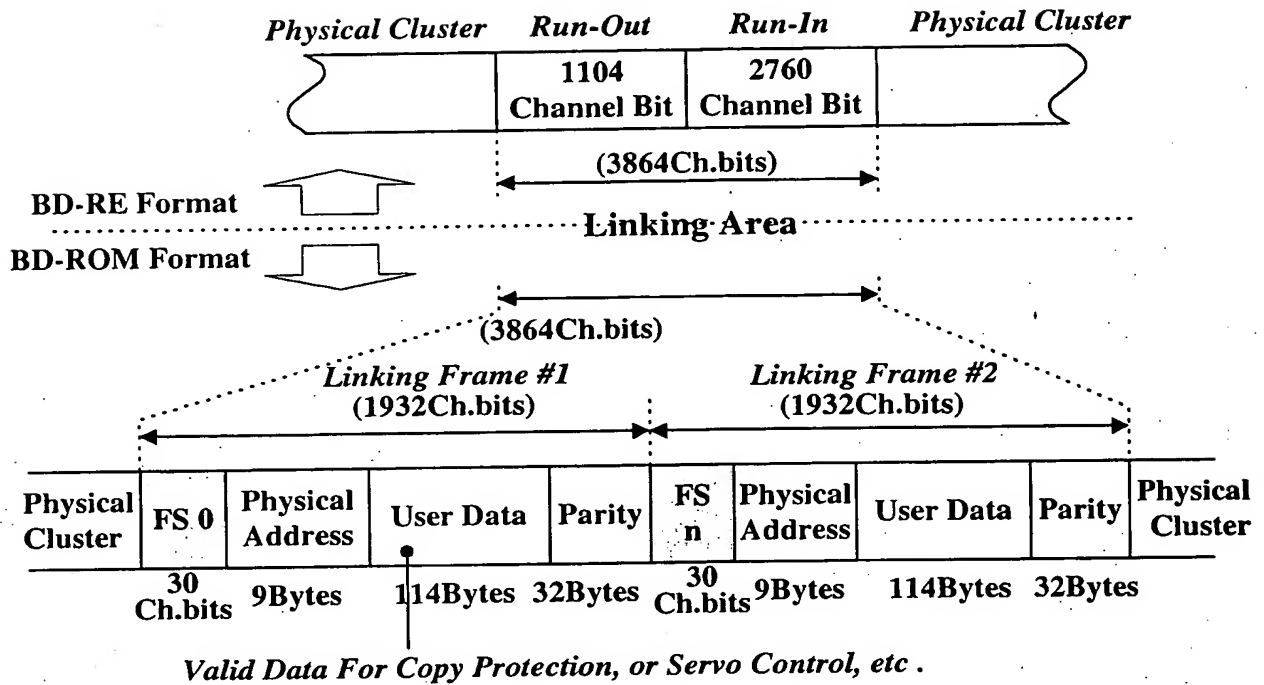 Physical Cluster Run-Out Run-In Physical Cluster
1104 2760
Channel Bit Channel Bit
(3864Ch.bits)
BD-RE Format
Linking Area
BD-ROM Format
(3864Ch.bits)
Linking Frame #1 Linking Frame #2
(1932Ch.bits) (1932Ch.bits)
Physical Cluster FS 0 Physical Address User Data Parity FS n Physical Address User Data Parity Physical Cluster
30 Ch.bits 9Bytes 114Bytes 32Bytes 30 Ch.bits 9Bytes 114Bytes 32Bytes
Valid Data For Copy Protection, or Servo Control, etc .